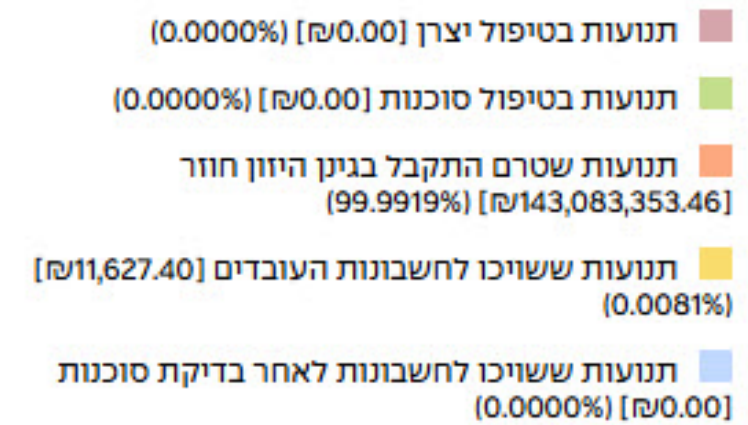 תנועות בטיפול יצרן [₪0.00] (0.0000%)
תנועות בטיפול סוכנות [₪0.00] (0.0000%)
תנועות שטרם התקבל בגינן היזון חוזר
[₪143,083,353.46] (99.9919%)
תנועות ששויכו לחשבונות העובדים [₪11,627.40]
(0.0081%)
תנועות ששויכו לחשבונות לאחר בדיקת סוכנות
[₪0.00] (0.0000%)